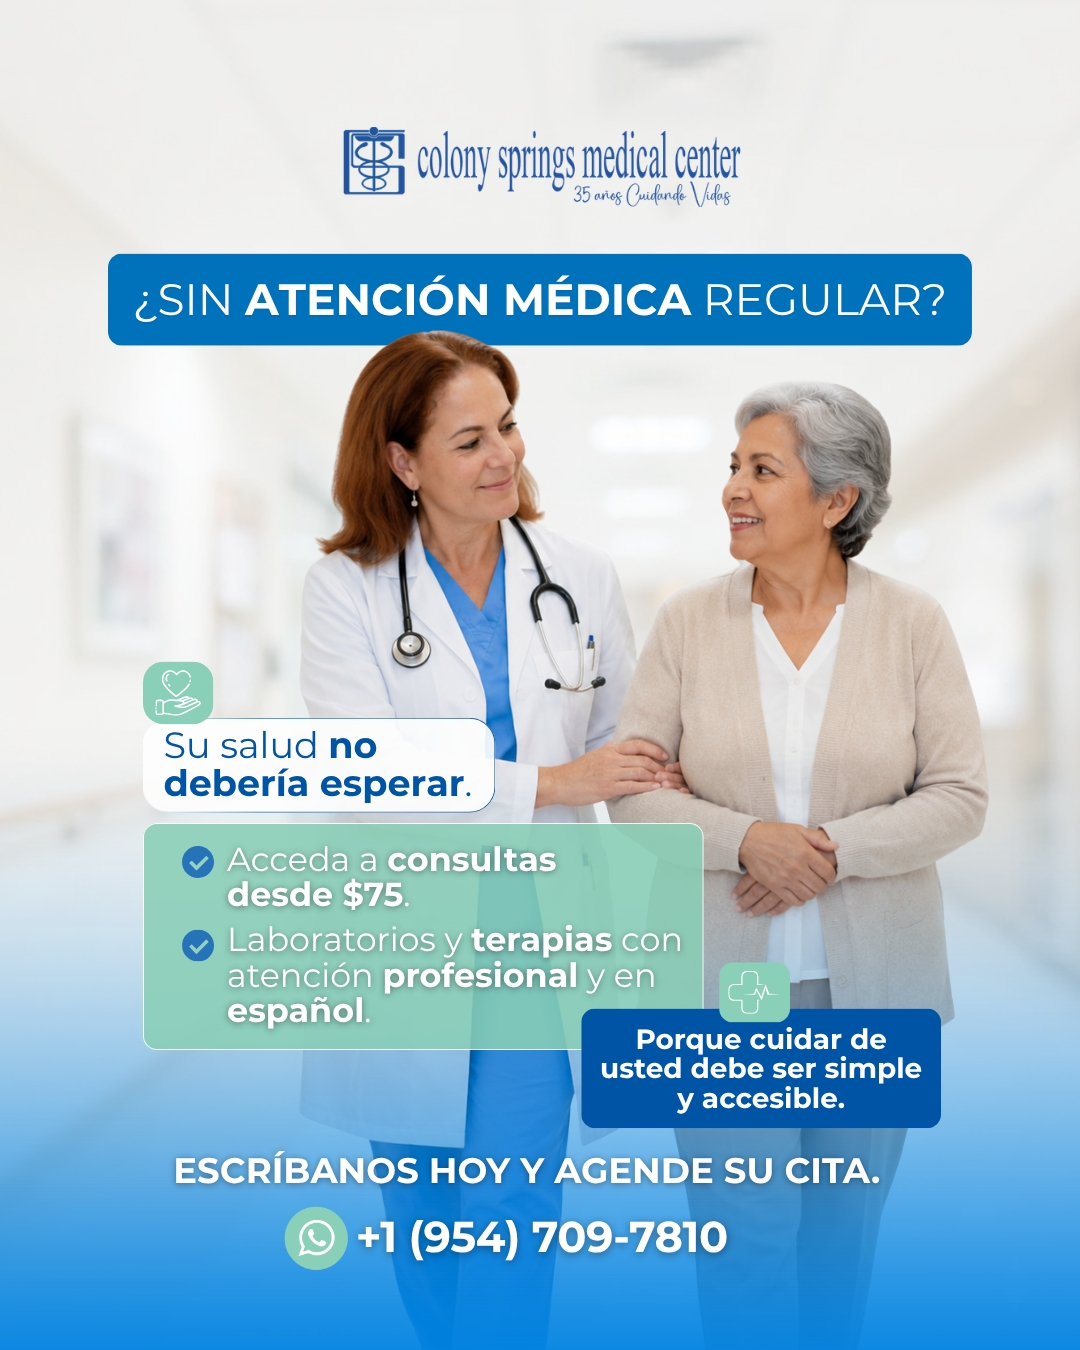 colony springs medical center
35 años Cuidando Vidas
¿SIN ATENCIÓN MÉDICA REGULAR?
Su salud no
debería esperar.
Acceda a consultas
desde $75.
Laboratorios y terapias con
atención profesional y en
español.
Porque cuidar de
usted debe ser simple
y accesible.
ESCRÍBANOS HOY Y AGENDE SU CITA.
+1 (954) 709-7810